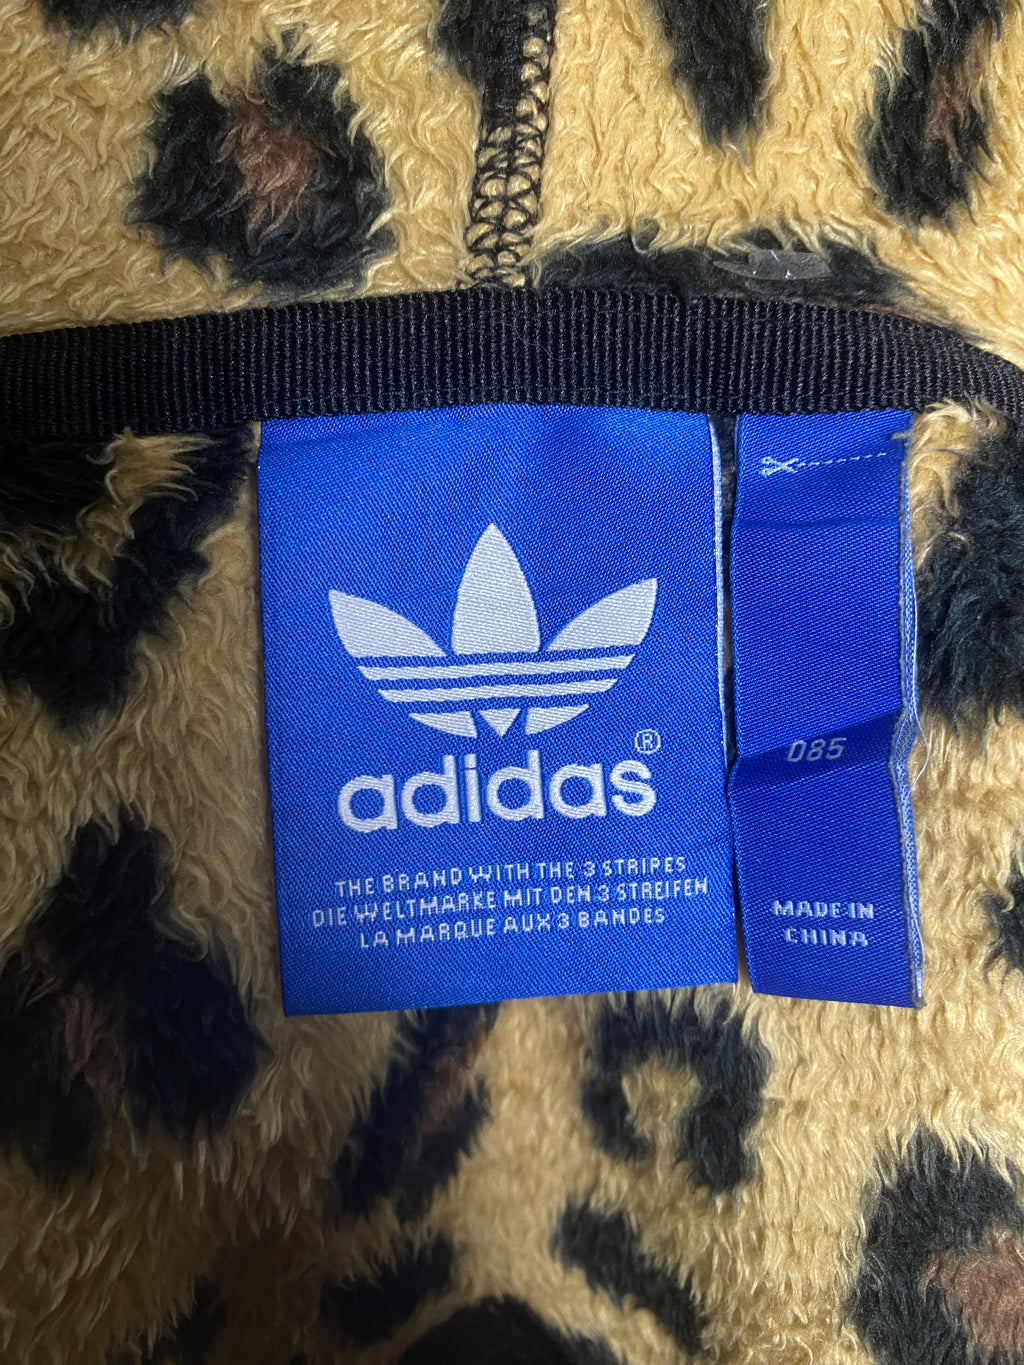 adidas®
THE BRAND WITH THE 3 STRIPES
DIE WELTMARKE MIT DEN 3 STREIFEN
LA MARQUE AUX 3 BANDES
085
MADE IN
CHINA